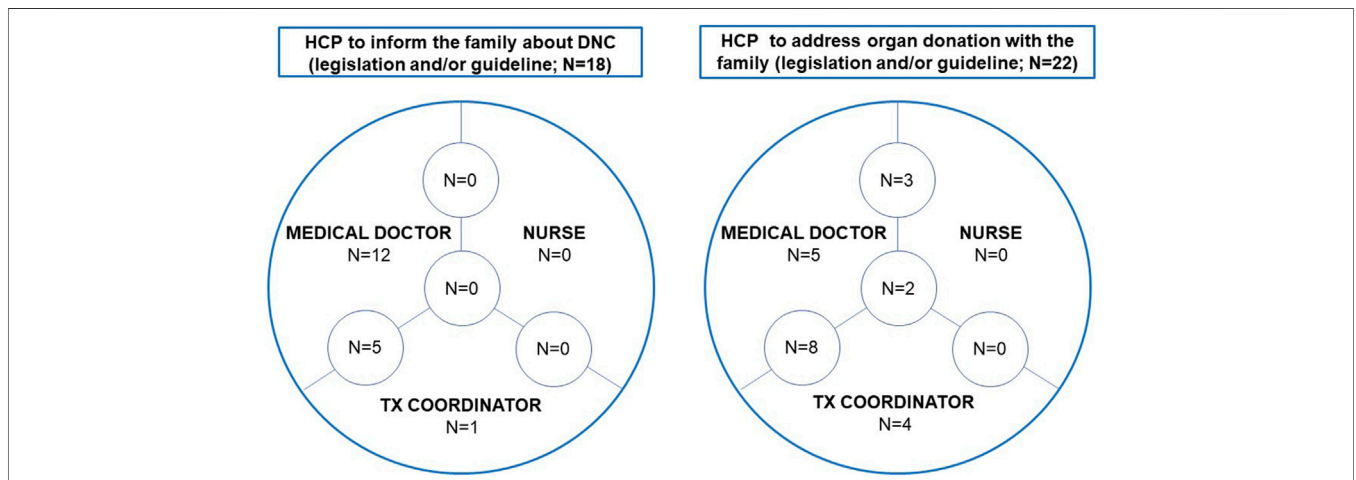 HCP to inform the family about DNC
(legislation and/or guideline; N=18)
N=0
MEDICAL DOCTOR
N=12
NURSE
N=0
N=0
N=5
N=0
TX COORDINATOR
N=1
HCP to address organ donation with the
family (legislation and/or guideline; N=22)
N=3
MEDICAL DOCTOR
N=5
NURSE
N=0
N=2
N=8
N=0
TX COORDINATOR
N=4